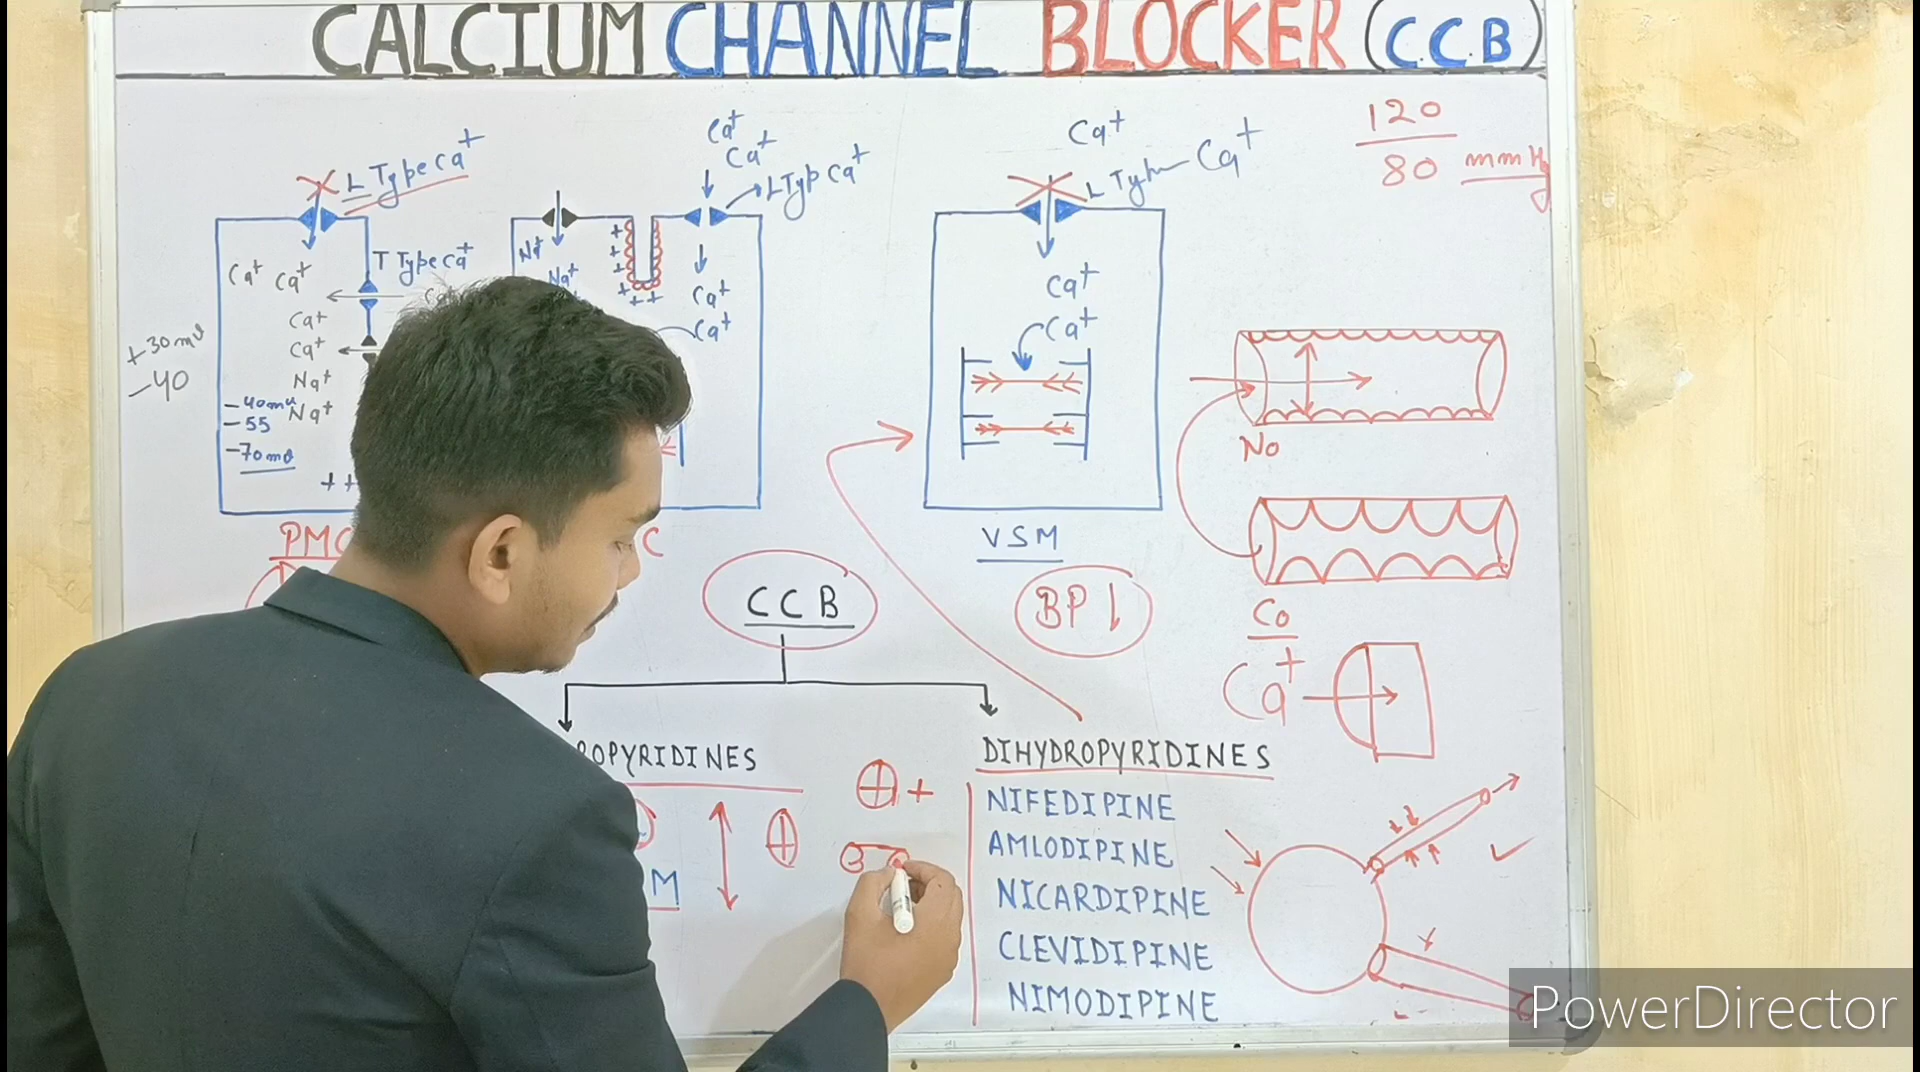 CALCIUM CHANNEL BLOCKER (C.C.B)
120
80 mmHg
L Type Ca+
Ca+ Ca+
T Type Ca+
Ca+
Ca+
Na+
Na+
+30mv
-40
-40mv
-55
-70mv
+ +
PMC
Ca+
Ca+
L Typ Ca+
Na+
Na+
+
+
+
+ + +
Ca+
Ca+
C
Ca+
L Type Ca+
Ca+
Ca+
VSM
BP↓
No
Co
Ca+
CCB
OPYRIDINES
M
+
+ +
B
DIHYDROPYRIDINES
NIFEDIPINE
AMLODIPINE
NICARDIPINE
CLEVIDIPINE
NIMODIPINE
PowerDirector